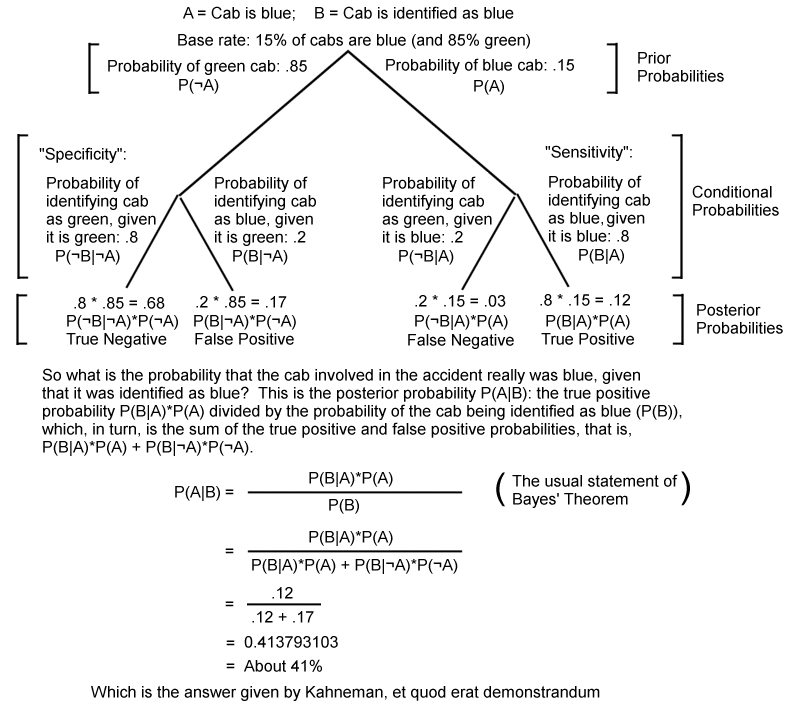 A = Cab is blue; B = Cab is identified as blue
Base rate: 15% of cabs are blue (and 85% green)
Probability of green cab: .85
P(¬A)
Probability of blue cab: .15
P(A)
Prior
Probabilities
"Specificity":
Probability of
identifying cab
as green, given
it is green: .8
P(¬B|¬A)
Probability of
identifying cab
as blue, given
it is green: .2
P(B|¬A)
Probability of
identifying cab
as green, given
it is blue: .2
P(¬B|A)
"Sensitivity":
Probability of
identifying cab
as blue, given
it is blue: .8
P(B|A)
Conditional
Probabilities
.8 * .85 = .68
P(¬B|¬A)*P(¬A)
True Negative
.2 * .85 = .17
P(B|¬A)*P(¬A)
False Positive
.2 * .15 = .03
P(¬B|A)*P(A)
False Negative
.8 * .15 = .12
P(B|A)*P(A)
True Positive
Posterior
Probabilities
So what is the probability that the cab involved in the accident really was blue, given
that it was identified as blue? This is the posterior probability P(A|B): the true positive
probability P(B|A)*P(A) divided by the probability of the cab being identified as blue (P(B)),
which, in turn, is the sum of the true positive and false positive probabilities, that is,
P(B|A)*P(A) + P(B|¬A)*P(¬A).
P(A|B) =
P(B|A)*P(A)
P(B)
(The usual statement of
Bayes' Theorem)
=
P(B|A)*P(A)
P(B|A)*P(A) + P(B|¬A)*P(¬A)
=
.12
.12 + .17
= 0.413793103
= About 41%
Which is the answer given by Kahneman, et quod erat demonstrandum